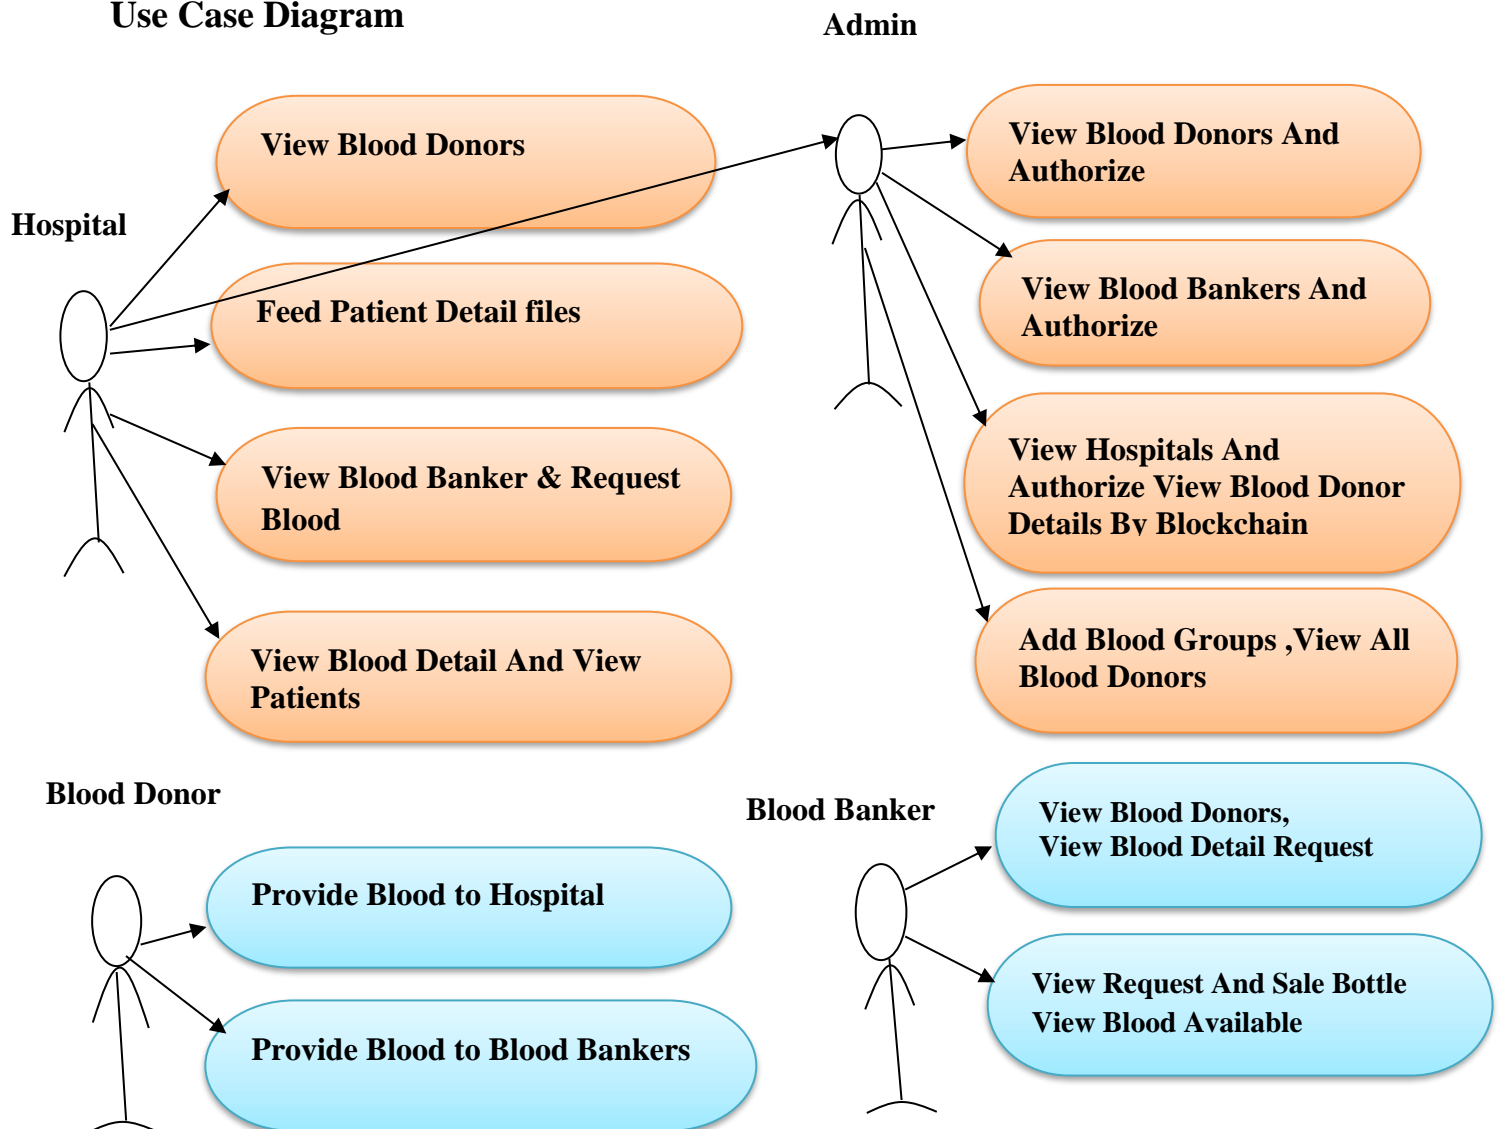 Use Case Diagram
Admin
View Blood Donors
Hospital
Feed Patient Detail files
View Blood Banker & Request
Blood
View Blood Detail And View
Patients
View Blood Donors And
Authorize
View Blood Bankers And
Authorize
View Hospitals And
Authorize View Blood Donor
Details By Blockchain
Add Blood Groups ,View All
Blood Donors
Blood Donor
Provide Blood to Hospital
Provide Blood to Blood Bankers
Blood Banker
View Blood Donors,
View Blood Detail Request
View Request And Sale Bottle
View Blood Available